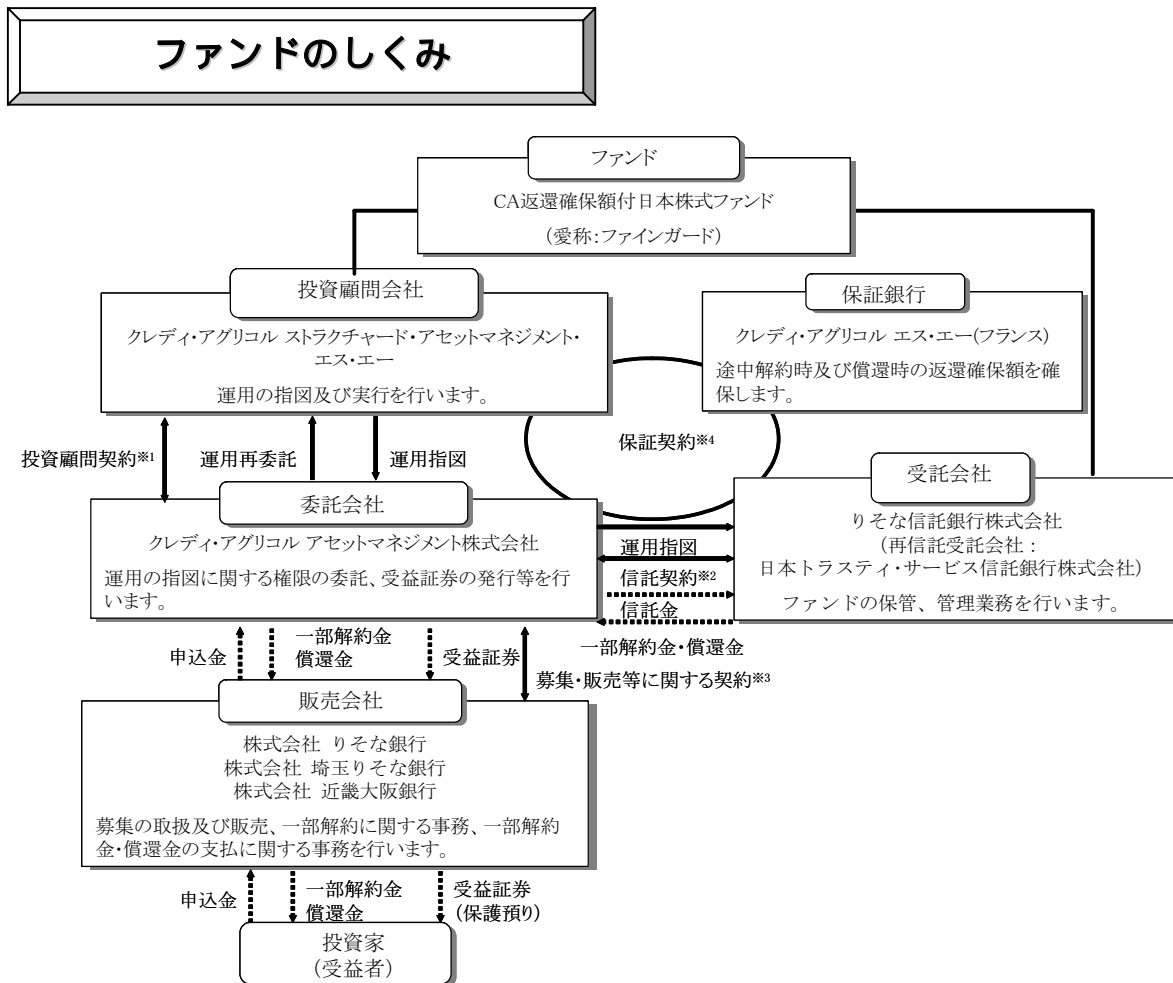 ファンドのしくみ
ファンド
CA返還確保額付日本株式ファンド
(愛称:ファインガード)
投資顧問会社
クレディ・アグリコル ストラクチャード・アセットマネジメント・
エス・エー
運用の指図及び実行を行います。
保証銀行
クレディ・アグリコル エス・エー(フランス)
途中解約時及び償還時の返還確保額を確
保します。
投資顧問契約※1
運用再委託
運用指図
保証契約※4
委託会社
クレディ・アグリコル アセットマネジメント株式会社
運用の指図に関する権限の委託、受益証券の発行等を行
います。
受託会社
りそな信託銀行株式会社
(再信託受託会社:
日本トラスティ・サービス信託銀行株式会社)
ファンドの保管、管理業務を行います。
運用指図
信託契約※2
信託金
一部解約金・償還金
申込金
一部解約金
償還金
受益証券
募集・販売等に関する契約※3
販売会社
株式会社 りそな銀行
株式会社 埼玉りそな銀行
株式会社 近畿大阪銀行
募集の取扱及び販売、一部解約に関する事務、一部解約
金・償還金の支払に関する事務を行います。
申込金
一部解約金
償還金
受益証券
(保護預り)
投資家
(受益者)